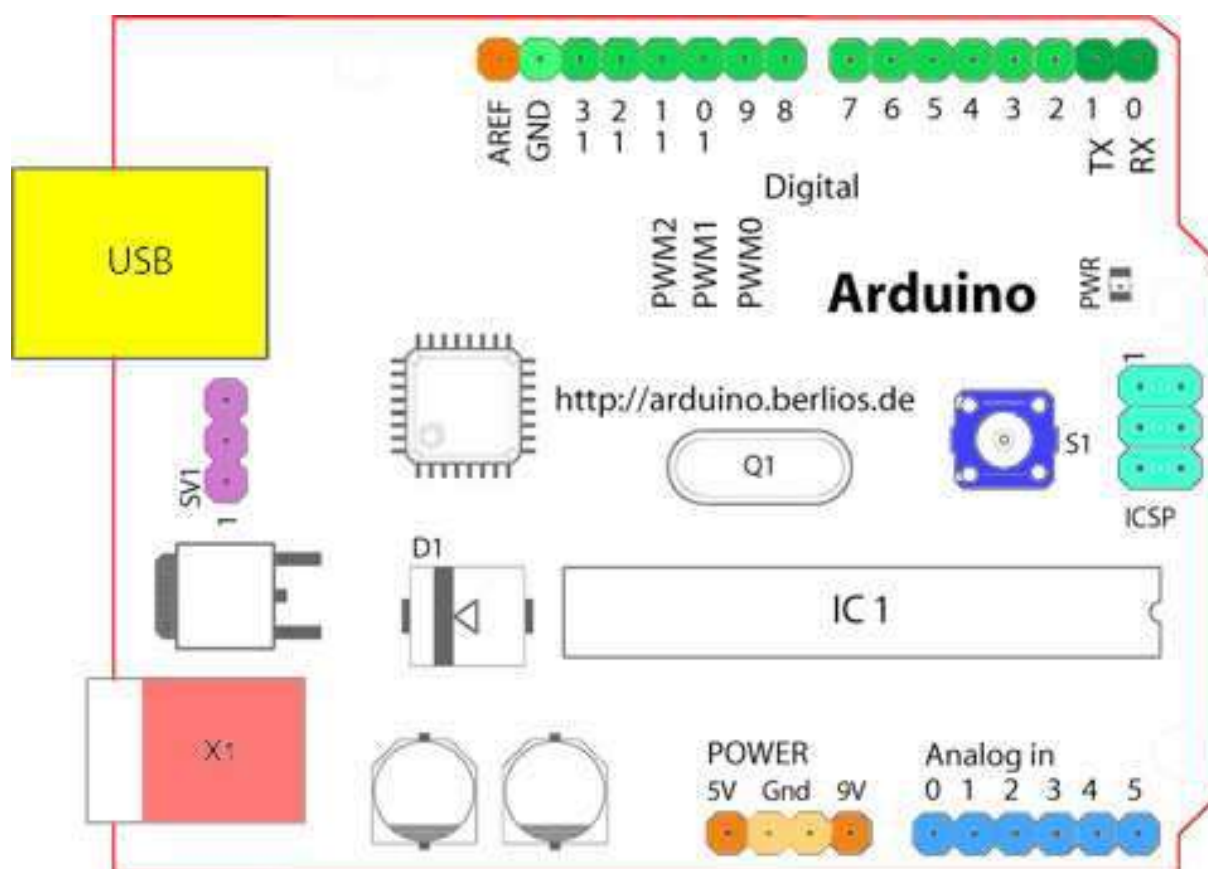 AREF GND 3 2 1 0 9 8 7 6 5 4 3 2 1 0
1 1 1 1 TX RX
Digital
PWM2 PWM1 PWM0
USB
Arduino
PWR
1
http://arduino.berlios.de
S1
Q1
SV1
1
ICSP
D1
IC 1
X1
POWER
5V Gnd 9V
Analog in
0 1 2 3 4 5